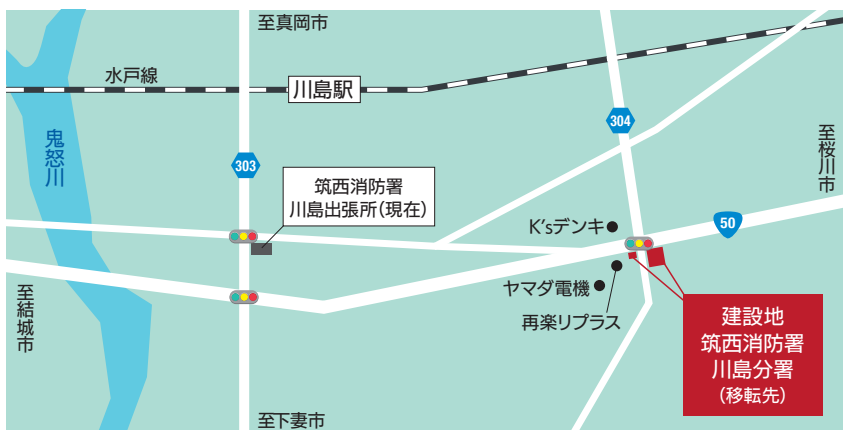 至真岡市
水戸線
川島駅
鬼怒川
303
304
至桜川市
筑西消防署
川島出張所(現在)
K'sデンキ
50
ヤマダ電機
再楽リプラス
至結城市
建設地
筑西消防署
川島分署
(移転先)
至下妻市